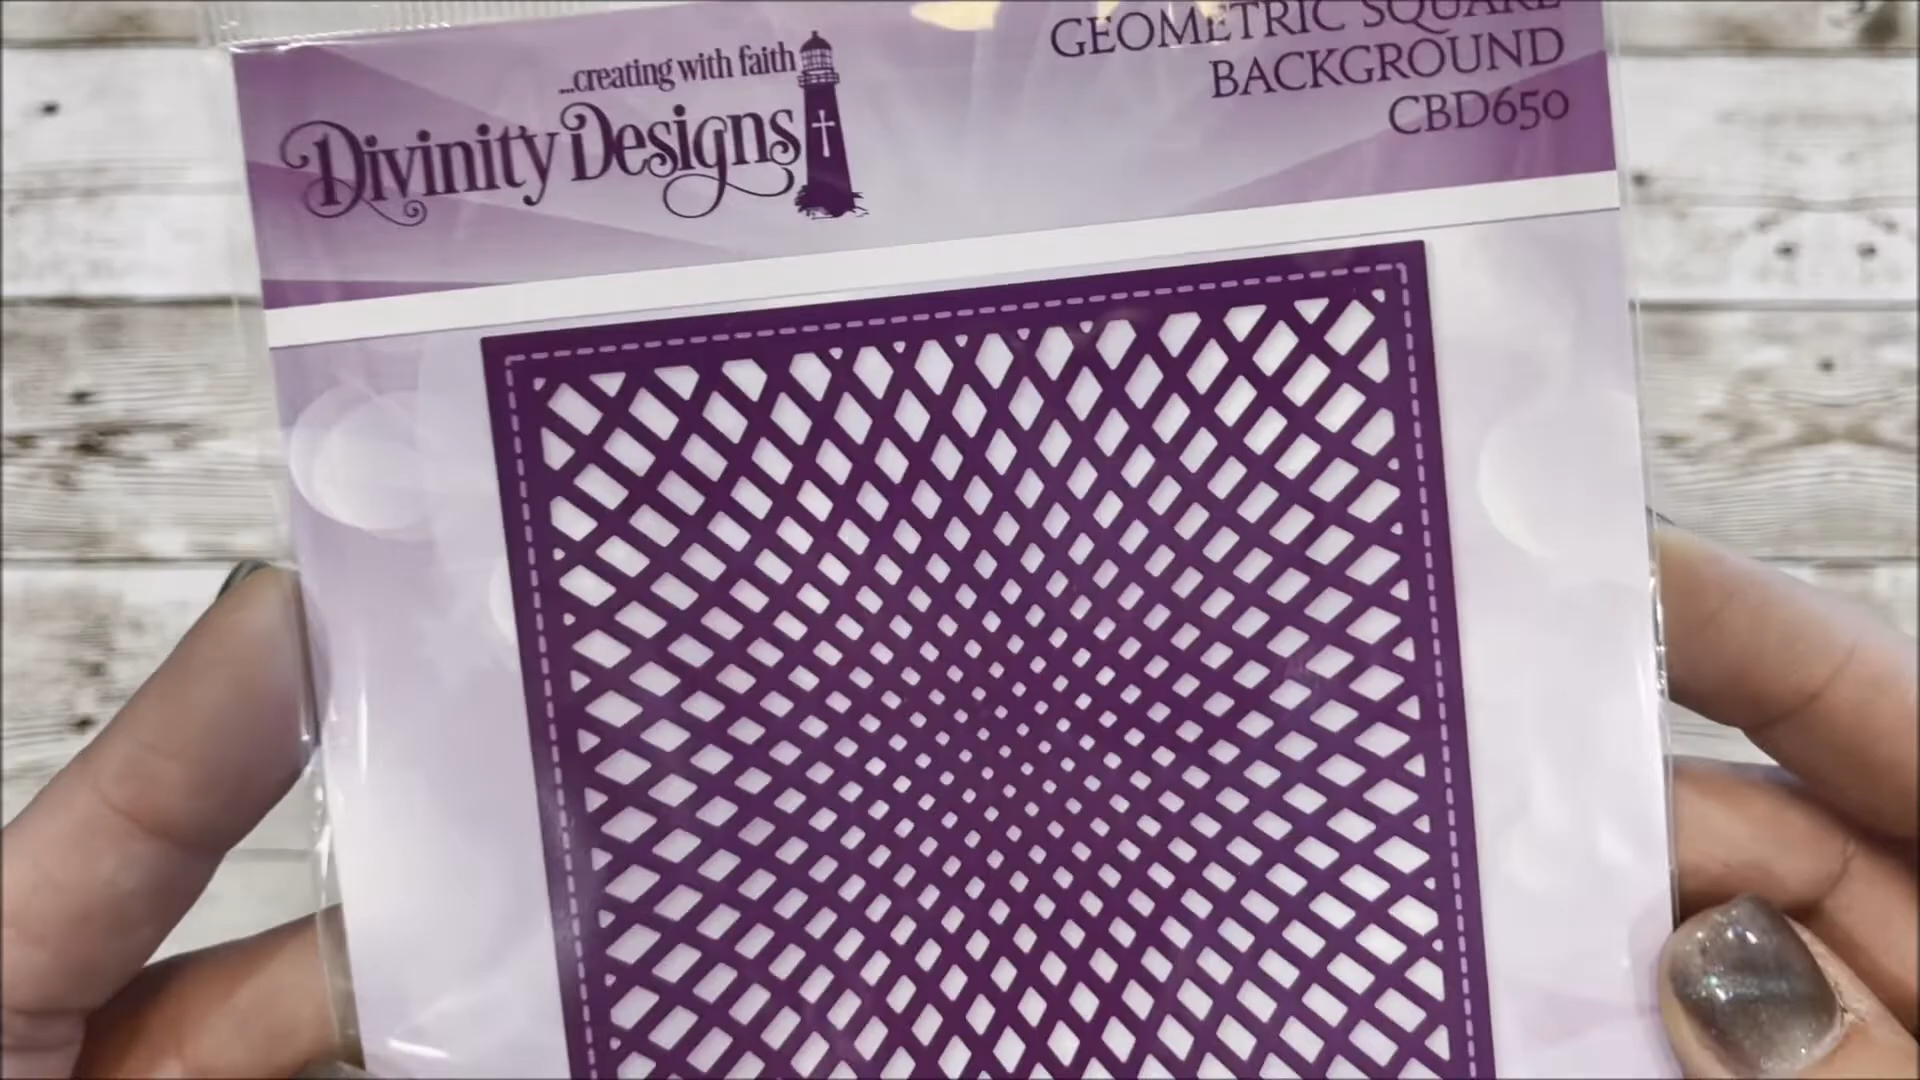 ...creating with faith
Divinity Designs
GEOMETRIC SQUARE
BACKGROUND
CBD650